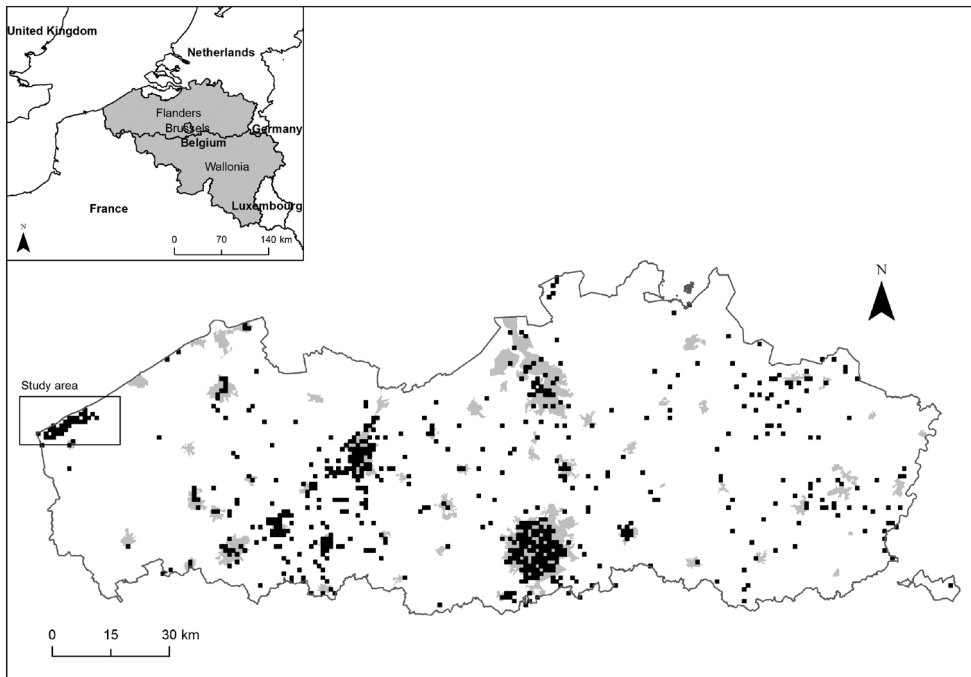 United Kingdom
Netherlands
Flanders
Brussels
Germany
Belgium
Wallonia
France
Luxembourg
N
0 70 140 km
N
Study area
0 15 30 km